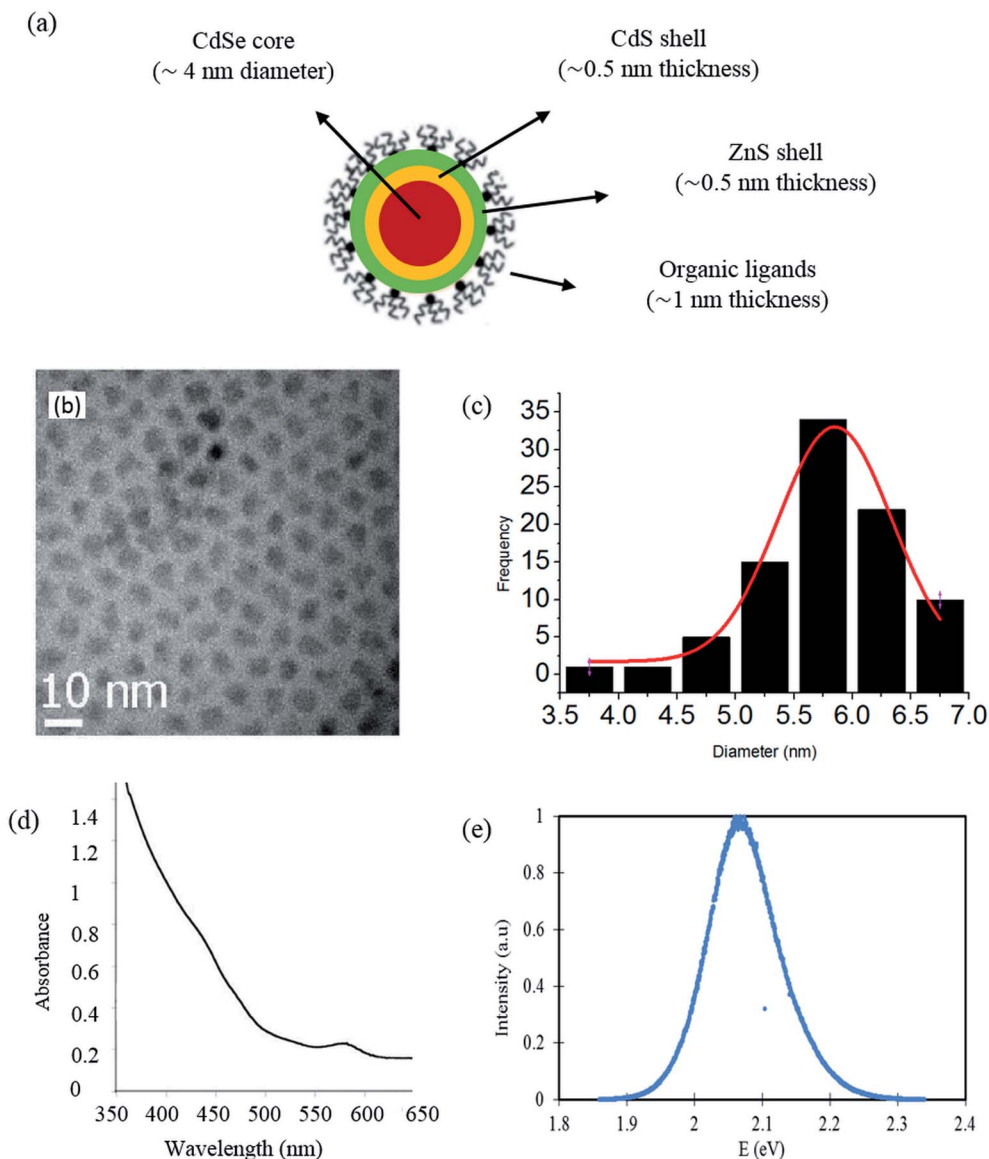 (a)
CdSe core
(~ 4 nm diameter)
CdS shell
(~0.5 nm thickness)
ZnS shell
(~0.5 nm thickness)
Organic ligands
(~1 nm thickness)
(b)
10 nm
(c)
Frequency
35
30
25
20
15
10
5
0
3.5 4.0 4.5 5.0 5.5 6.0 6.5 7.0
Diameter (nm)
(d)
Absorbance
1.4
1.2
1
0.8
0.6
0.4
0.2
0
350 400 450 500 550 600 650
Wavelength (nm)
(e)
Intensity (a.u)
1
0.8
0.6
0.4
0.2
0
1.8 1.9 2 2.1 2.2 2.3 2.4
E (eV)